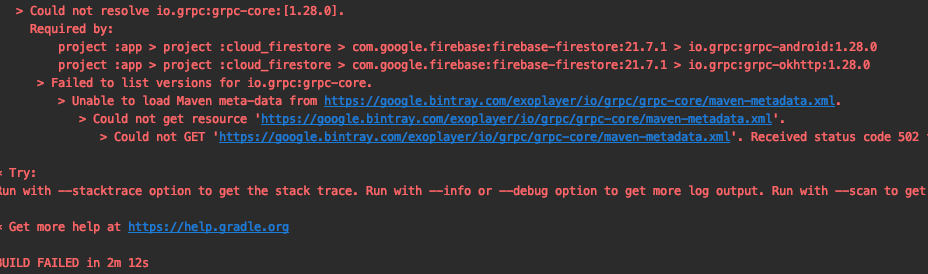 > Could not resolve io.grpc:grpc-core:[1.28.0].
Required by:
project :app > project :cloud_firestore > com.google.firebase:firebase-firestore:21.7.1 > io.grpc:grpc-android:1.28.0
project :app > project :cloud_firestore > com.google.firebase:firebase-firestore:21.7.1 > io.grpc:grpc-okhttp:1.28.0
> Failed to list versions for io.grpc:grpc-core.
> Unable to load Maven meta-data from https://google.bintray.com/exoplayer/io/grpc/grpc-core/maven-metadata.xml.
> Could not get resource 'https://google.bintray.com/exoplayer/io/grpc/grpc-core/maven-metadata.xml'.
> Could not GET 'https://google.bintray.com/exoplayer/io/grpc/grpc-core/maven-metadata.xml'. Received status code 502
* Try:
Run with --stacktrace option to get the stack trace. Run with --info or --debug option to get more log output. Run with --scan to get
* Get more help at https://help.gradle.org
BUILD FAILED in 2m 12s